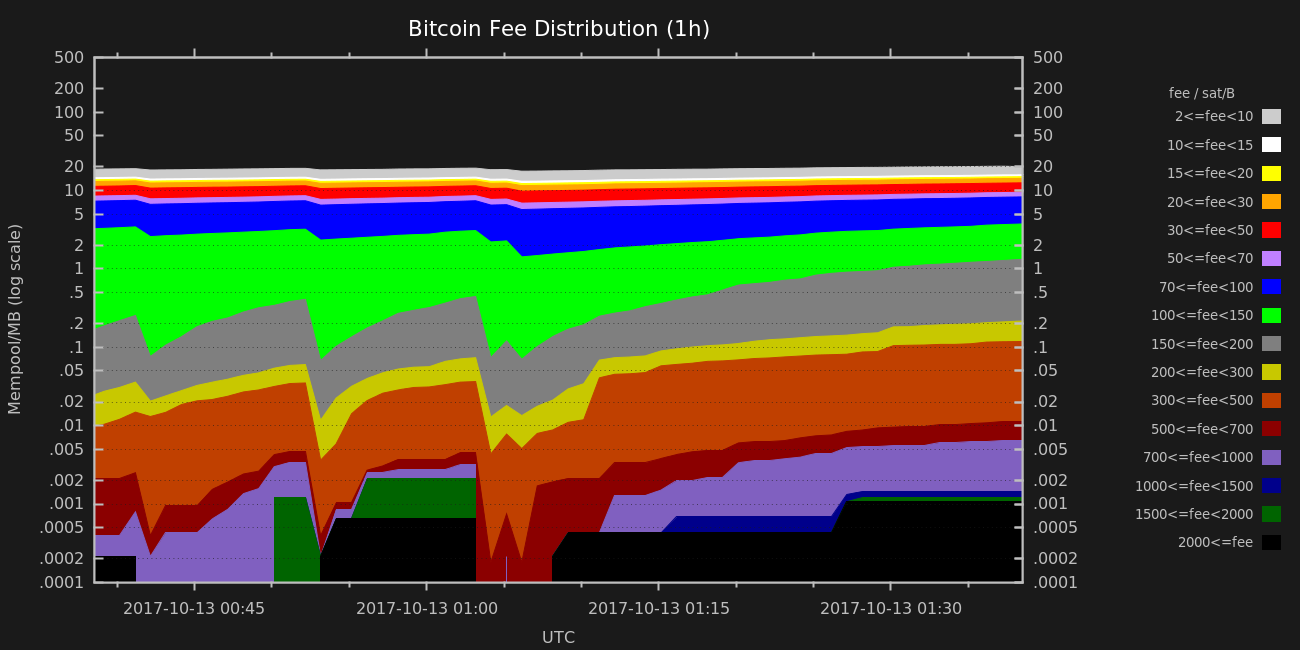 Bitcoin Fee Distribution (1h)
Mempool/MB (log scale)
500
200
100
50
20
10
5
2
1
.5
.2
.1
.05
.02
.01
.005
.002
.001
.0005
.0002
.0001
500
200
100
50
20
10
5
2
1
.5
.2
.1
.05
.02
.01
.005
.002
.001
.0005
.0002
.0001
fee / sat/B
2<=fee<10
10<=fee<15
15<=fee<20
20<=fee<30
30<=fee<50
50<=fee<70
70<=fee<100
100<=fee<150
150<=fee<200
200<=fee<300
300<=fee<500
500<=fee<700
700<=fee<1000
1000<=fee<1500
1500<=fee<2000
2000<=fee
2017-10-13 00:45 2017-10-13 01:00 2017-10-13 01:15 2017-10-13 01:30
UTC